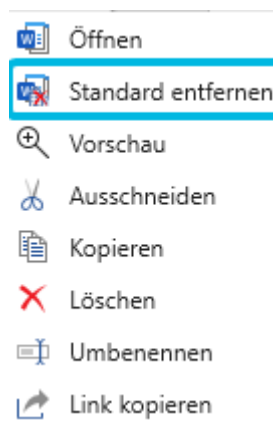 Öffnen
Standard entfernen
Vorschau
Ausschneiden
Kopieren
Löschen
Umbenennen
Link kopieren